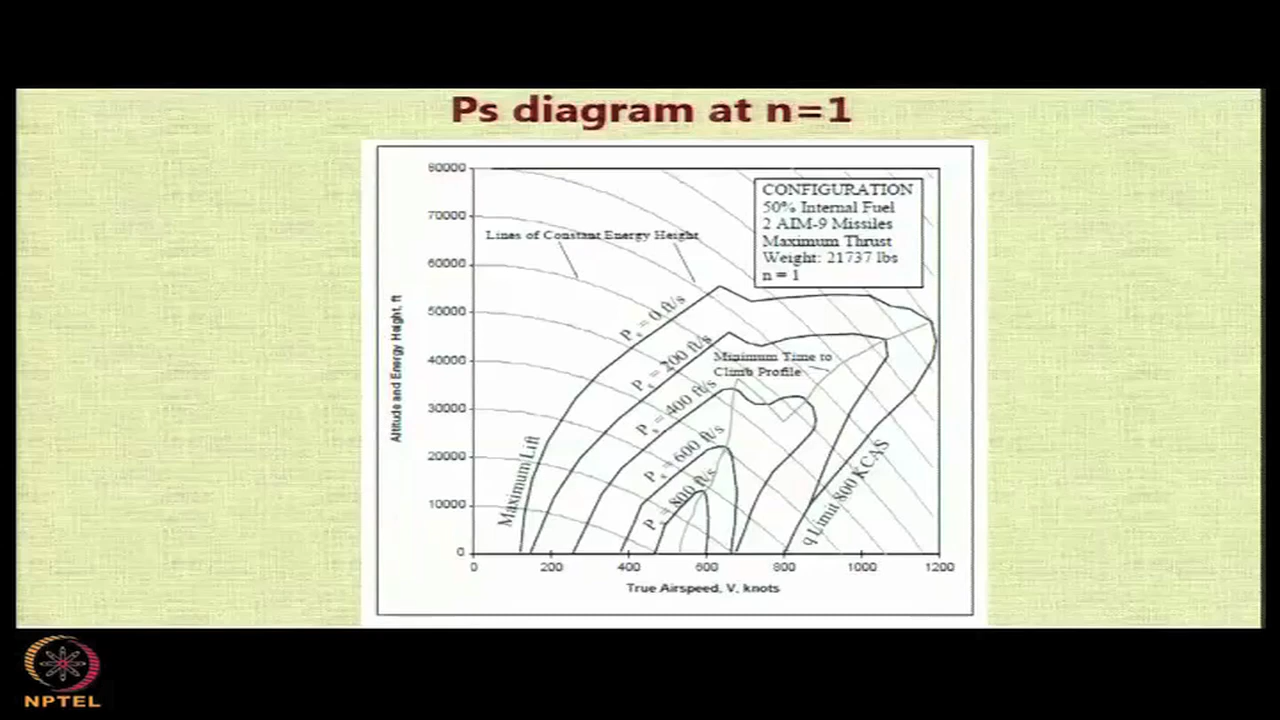 Ps diagram at n=1
80000
70000
60000
50000
40000
30000
20000
10000
0
Altitude and Energy Height, ft
Lines of Constant Energy Height
CONFIGURATION
50% Internal Fuel
2 AIM-9 Missiles
Maximum Thrust
Weight: 21737 lbs
n = 1
Ps = 0 ft/s
Ps = 200 ft/s
Minimum Time to
Climb Profile
Ps = 400 ft/s
Ps = 600 ft/s
Ps = 800 ft/s
Maximum Lift
q Limit 800 KCAS
0
200
400
600
800
1000
1200
True Airspeed, V, knots
NPTEL